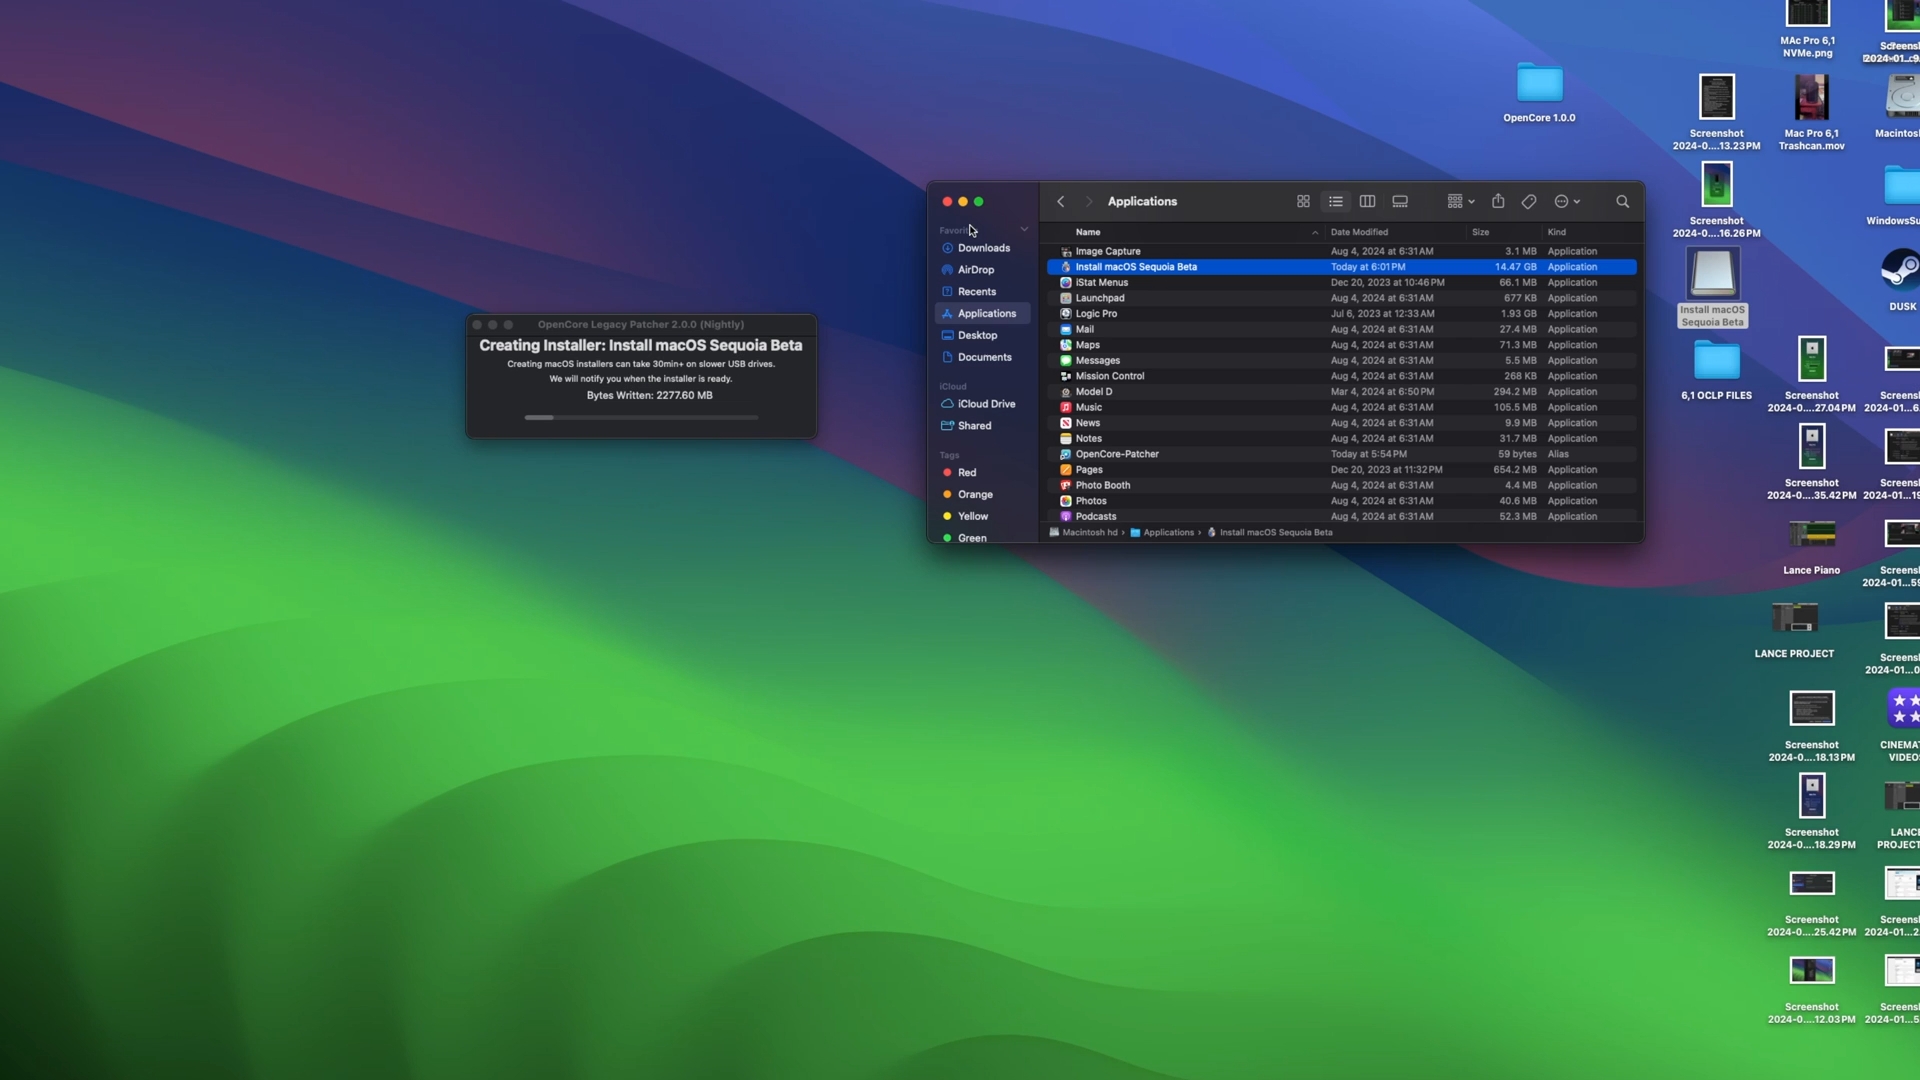 OpenCore Legacy Patcher 2.0.0 (Nightly)
Creating Installer: Install macOS Sequoia Beta
Creating macOS installers can take 30min+ on slower USB drives.
We will notify you when the installer is ready.
Bytes Written: 2277.60 MB
Applications
Downloads
AirDrop
Recents
Applications
Desktop
Documents
iCloud
iCloud Drive
Shared
Tags
Red
Orange
Yellow
Green
Name Date Modified Size Kind
Image Capture Aug 4, 2024 at 6:31 AM 3.1 MB Application
Install macOS Sequoia Beta Today at 6:01 PM 14.47 GB Application
iStat Menus Dec 20, 2023 at 10:46 PM 66.1 MB Application
Launchpad Aug 4, 2024 at 6:31 AM 677 KB Application
Logic Pro Jul 6, 2023 at 12:33 AM 1.93 GB Application
Mail Aug 4, 2024 at 6:31 AM 27.4 MB Application
Maps Aug 4, 2024 at 6:31 AM 71.3 MB Application
Messages Aug 4, 2024 at 6:31 AM 5.5 MB Application
Mission Control Aug 4, 2024 at 6:31 AM 268 KB Application
Model D Mar 4, 2024 at 6:50 PM 294.2 MB Application
Music Aug 4, 2024 at 6:31 AM 105.5 MB Application
News Aug 4, 2024 at 6:31 AM 9.9 MB Application
Notes Aug 4, 2024 at 6:31 AM 31.7 MB Application
OpenCore-Patcher Today at 5:54 PM 59 bytes Alias
Pages Dec 20, 2023 at 11:32 PM 654.2 MB Application
Photo Booth Aug 4, 2024 at 6:31 AM 4.4 MB Application
Photos Aug 4, 2024 at 6:31 AM 40.6 MB Application
Podcasts Aug 4, 2024 at 6:31 AM 52.3 MB Application
Macintosh hd › Applications › Install macOS Sequoia Beta
OpenCore 1.0.0
MAc Pro 6,1
NVMe.png
Screenshot
2024-0....13.23 PM
Mac Pro 6,1
Trashcan.mov
Screenshot
2024-0....16.26 PM
Install macOS
Sequoia Beta
DUSK
6,1 OCLP FILES
Screenshot
2024-0....27.04 PM
Screenshot
2024-0....35.42 PM
Lance Piano
LANCE PROJECT
Screenshot
2024-0....18.13 PM
Screenshot
2024-0....18.29 PM
LANCE
PROJECT
Screenshot
2024-0....25.42 PM
Screenshot
2024-0....12.03 PM